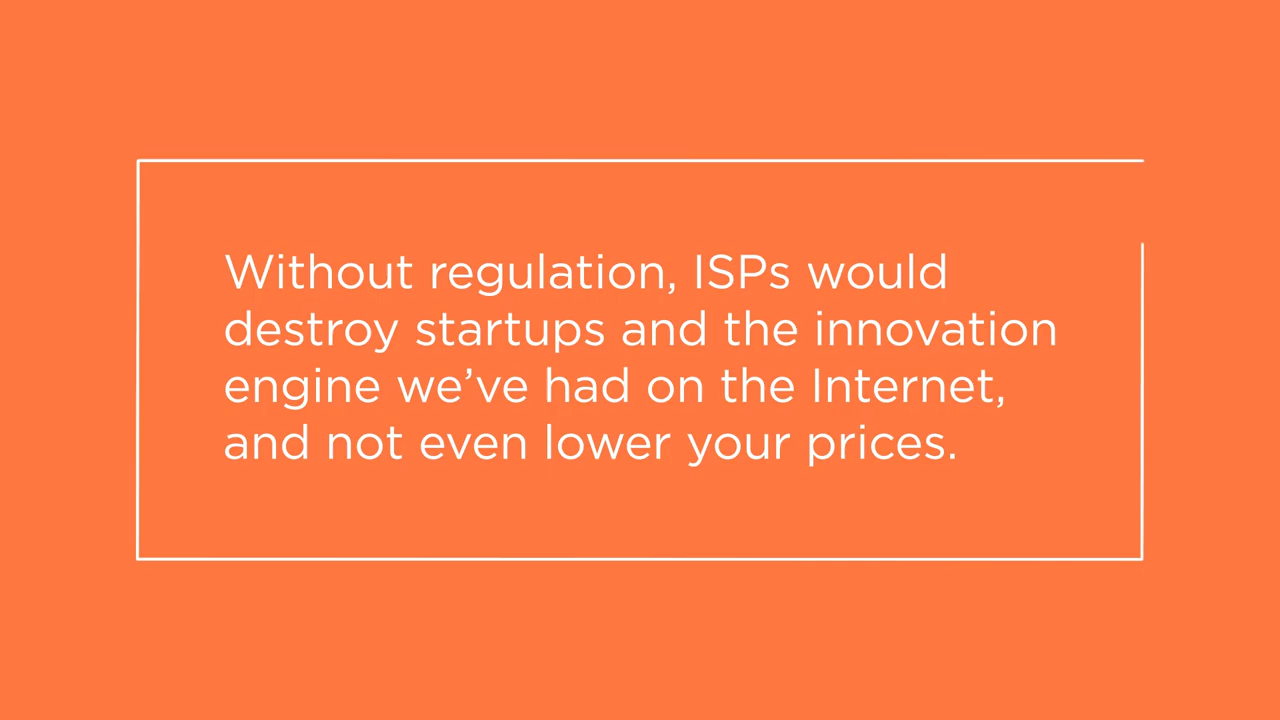 Without regulation, ISPs would
destroy startups and the innovation
engine we’ve had on the Internet,
and not even lower your prices.